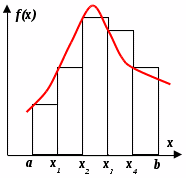 f(x)
x
a x₁ x₂ x₃ x₄ b